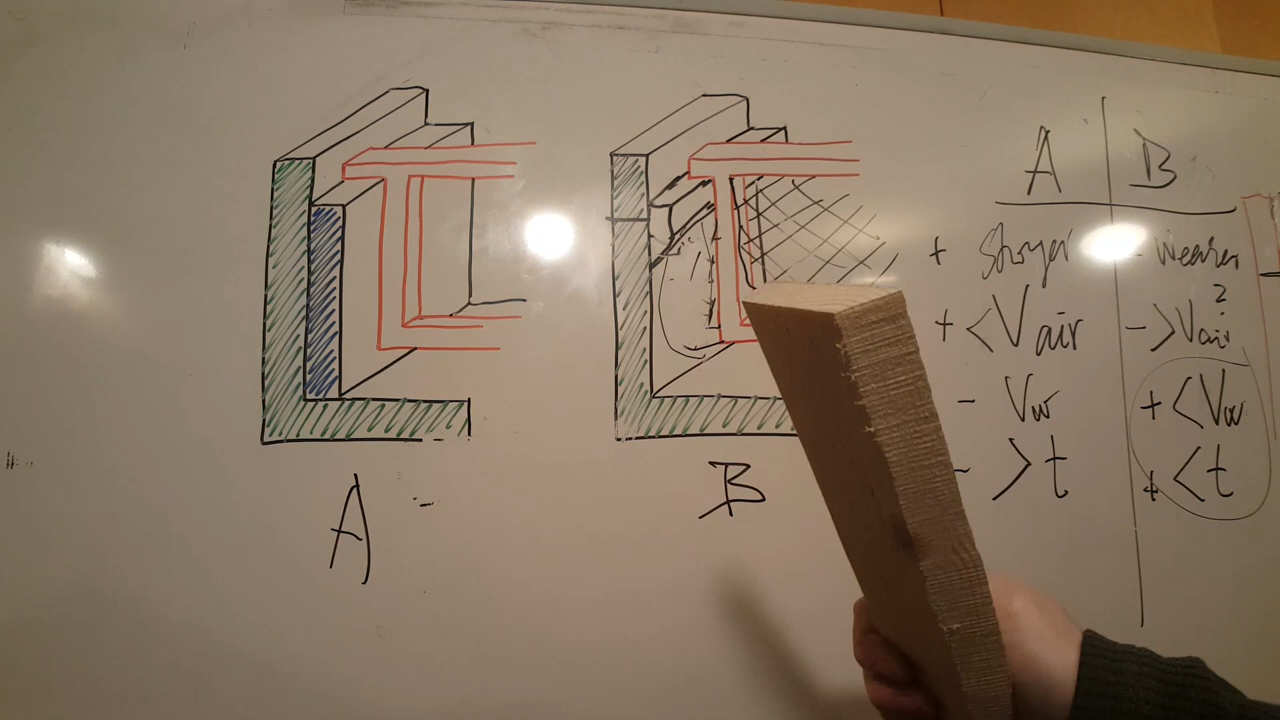 A B
+ Stronger - Weaker
+ <Vair - >Vair ?
- Vw + <Vw
- >t + <t
A
B